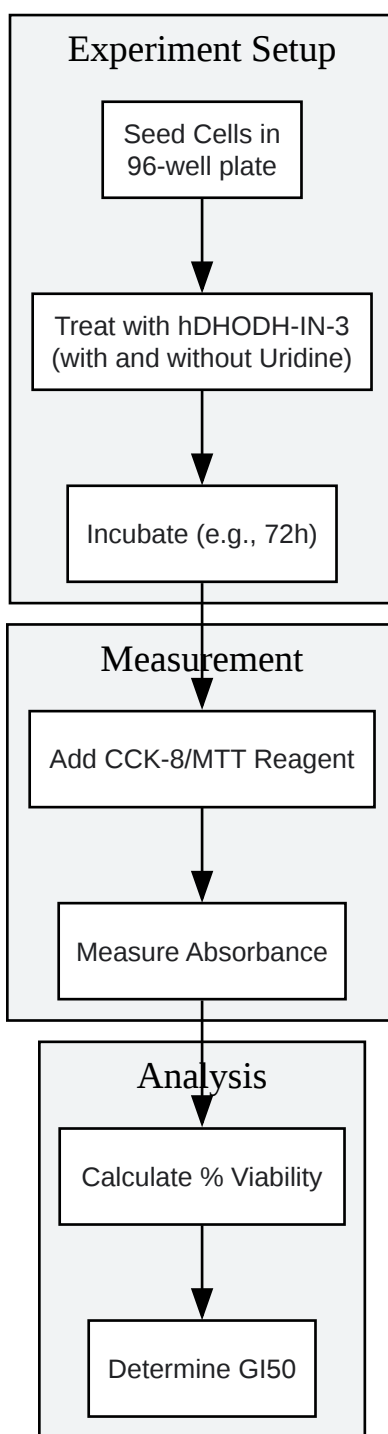 Experiment Setup
Seed Cells in
96-well plate
Treat with hDHODH-IN-3
(with and without Uridine)
Incubate (e.g., 72h)
Measurement
Add CCK-8/MTT Reagent
Measure Absorbance
Analysis
Calculate % Viability
Determine GI50